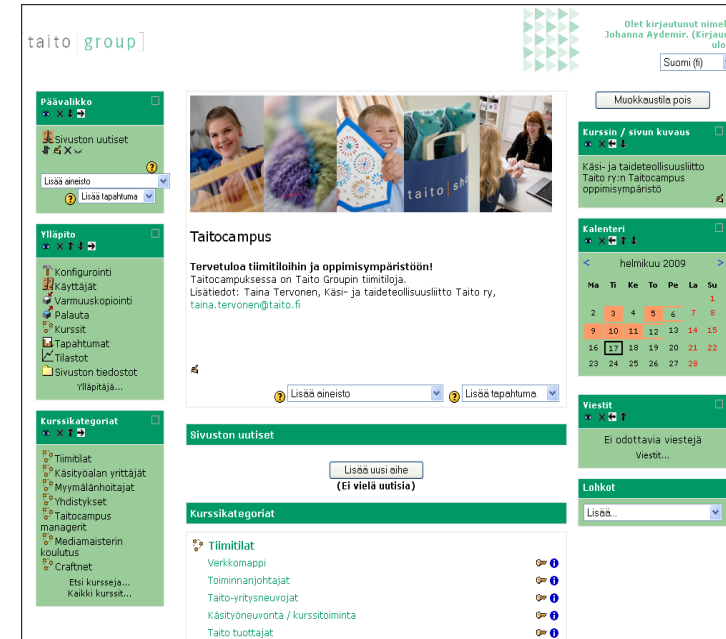 taito [group]
Olet kirjautunut nimel
Johanna Aydemir. (Kirjaud
ulo
Suomi (fi)
Päävalikko
Sivuston uutiset
Lisää aineisto
Lisää tapahtuma
Ylläpito
Konfigurointi
Käyttäjät
Varmuuskopiointi
Palauta
Kurssit
Tapahtumat
Tilastot
Sivuston tiedostot
Ylläpitäjä...
Kurssikategoriat
Tiimitilat
Käsityöalan yrittäjät
Myymälänhoitajat
Yhdistykset
Taitocampus
managerit
Mediamaisterin
koulutus
Craftnet
Etsi kursseja...
Kaikki kurssit...
taito sho
Taitocampus
Tervetuloa tiimitiloihin ja oppimisympäristöön!
Taitocampuksessa on Taito Groupin tiimitiloja.
Lisätiedot: Taina Tervonen, Käsi- ja taideteollisuusliitto Taito ry,
taina.tervonen@taito.fi
Lisää aineisto
Lisää tapahtuma
Sivuston uutiset
Lisää uusi aihe
(Ei vielä uutisia)
Kurssikategoriat
Tiimitilat
Verkkomappi
Toiminnanjohtajat
Taito-yritysneuvojat
Käsityöneuvonta / kurssitoiminta
Taito tuottajat
Muokkaustila pois
Kurssin / sivun kuvaus
Käsi- ja taideteollisuusliitto
Taito ry:n Taitocampus
oppimisympäristö
Kalenteri
< helmikuu 2009 >
Ma Ti Ke To Pe La Su
1
2 3 4 5 6 7 8
9 10 11 12 13 14 15
16 17 18 19 20 21 22
23 24 25 26 27 28
Viestit
Ei odottavia viestejä
Viestit...
Lohkot
Lisää...